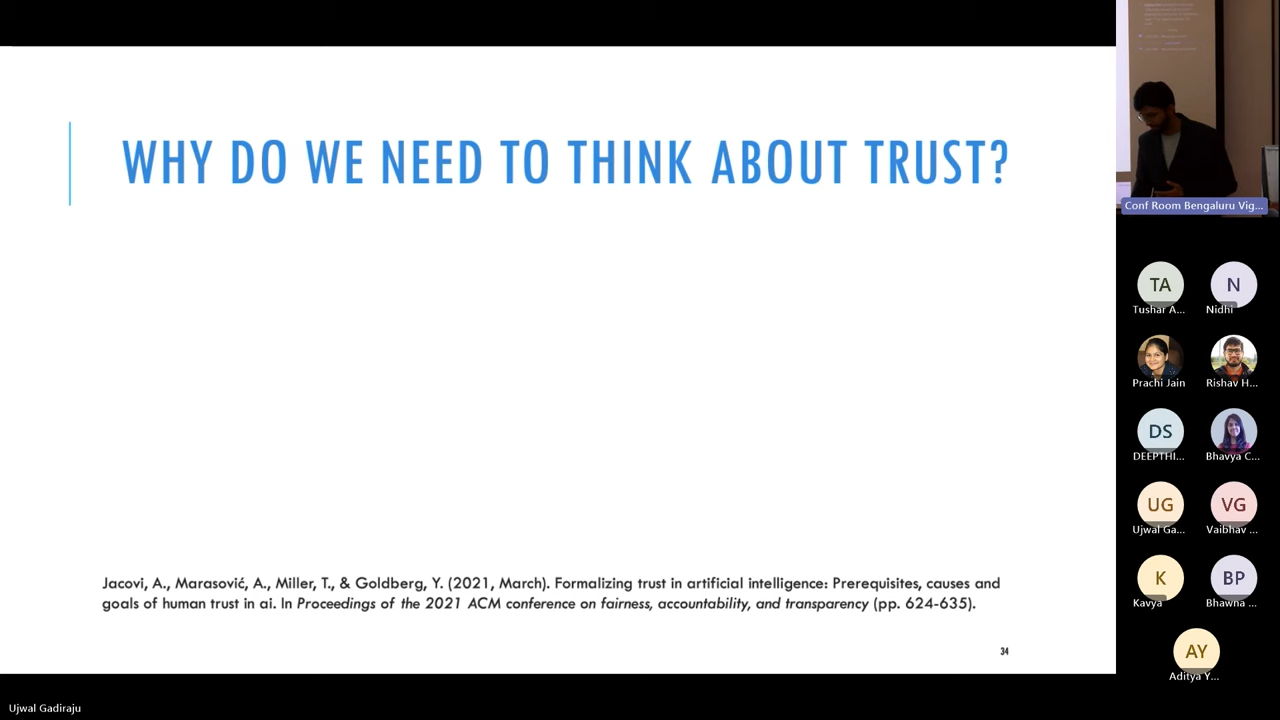 WHY DO WE NEED TO THINK ABOUT TRUST?
Jacovi, A., Marasović, A., Miller, T., & Goldberg, Y. (2021, March). Formalizing trust in artificial intelligence: Prerequisites, causes and
goals of human trust in ai. In Proceedings of the 2021 ACM conference on fairness, accountability, and transparency (pp. 624-635).
34
Ujwal Gadiraju
Conf Room Bengaluru Vig...
TA
Tushar A...
N
Nidhi
Prachi Jain
Rishav H...
DS
DEEPTHI...
Bhavya C...
UG
Ujwal Ga...
VG
Vaibhav ...
K
Kavya
BP
Bhawna ...
AY
Aditya Y...